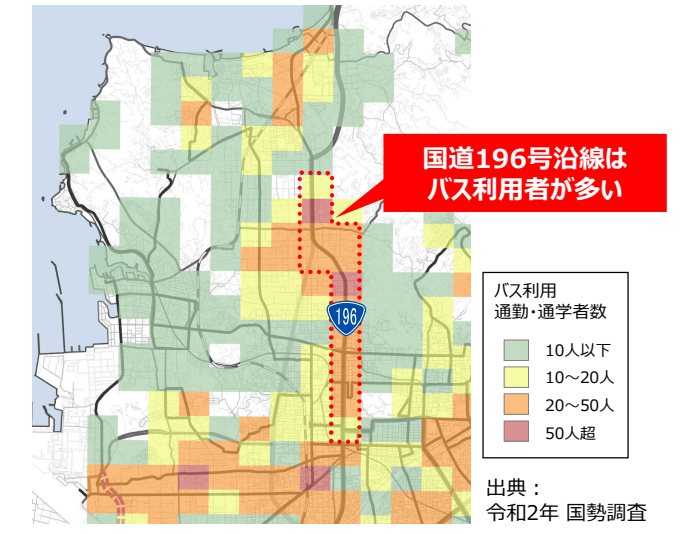 国道196号沿線は
バス利用者が多い
196
バス利用
通勤・通学者数
10人以下
10～20人
20～50人
50人超
出典：
令和2年 国勢調査